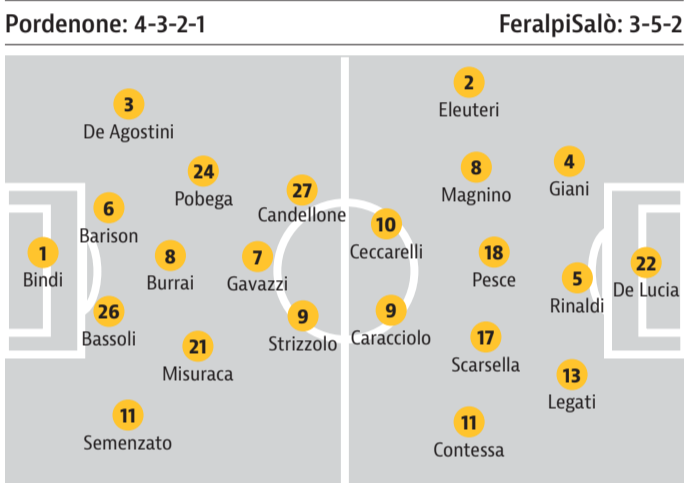 Pordenone: 4-3-2-1
FeralpiSalò: 3-5-2
3
De Agostini
24
Pobega
27
Candellone
6
Barison
1
Bindi
8
Burrai
7
Gavazzi
26
Bassoli
9
Strizzolo
21
Misuraca
11
Semenzato
2
Eleuteri
8
Magnino
4
Giani
10
Ceccarelli
18
Pesce
5
Rinaldi
22
De Lucia
9
Caracciolo
17
Scarsella
13
Legati
11
Contessa